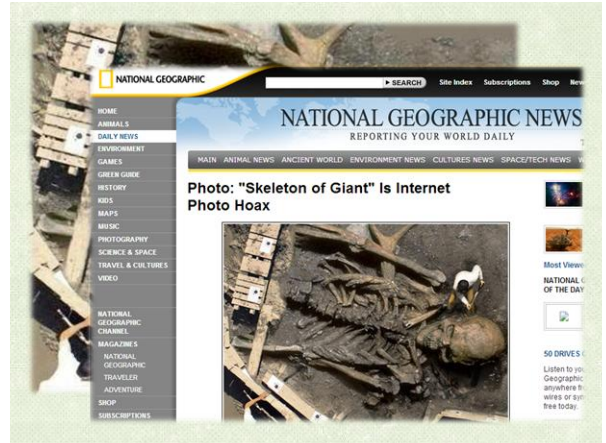 NATIONAL GEOGRAPHIC
SEARCH
Site Index Subscriptions Shop
NATIONAL GEOGRAPHIC NEWS
REPORTING YOUR WORLD DAILY
MAIN ANIMAL NEWS ANCIENT WORLD ENVIRONMENT NEWS CULTURES NEWS SPACE/TECH NEWS
HOME
ANIMALS
DAILY NEWS
ENVIRONMENT
GAMES
GREEN GUIDE
HISTORY
KIDS
MAPS
MUSIC
PHOTOGRAPHY
SCIENCE & SPACE
TRAVEL & CULTURES
VIDEO
NATIONAL
GEOGRAPHIC
CHANNEL
MAGAZINES
NATIONAL
GEOGRAPHIC
TRAVELER
ADVENTURE
SHOP
SUBSCRIPTIONS
Photo: "Skeleton of Giant" Is Internet
Photo Hoax
Most Viewe
NATIONAL G
OF THE DAY
50 DRIVES
Listen to you
Geographic
anywhere
wires or
free today.